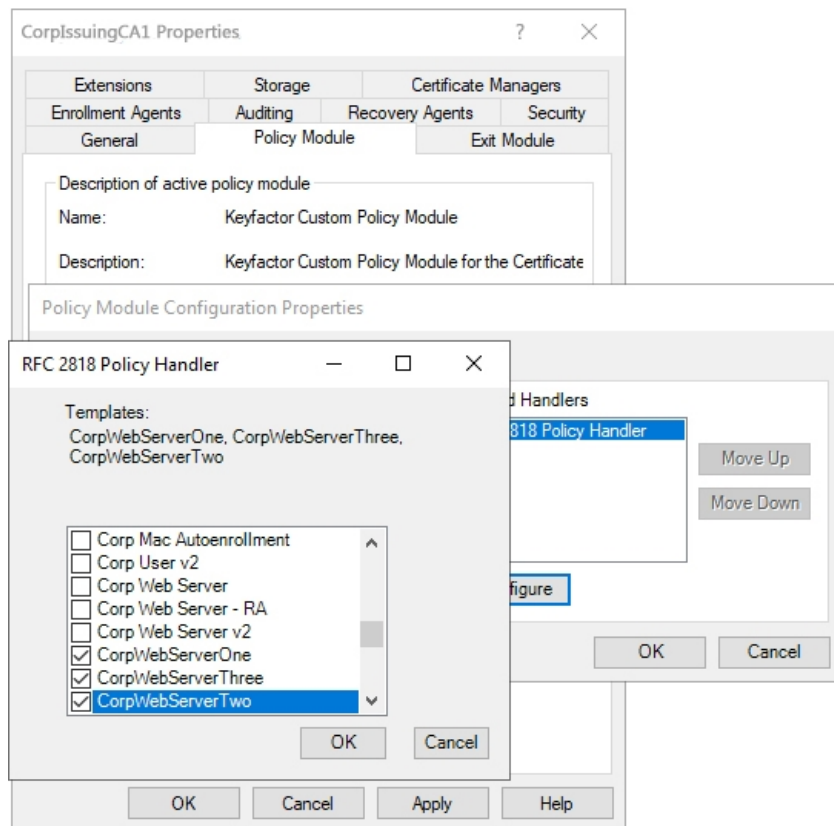 CorpIssuingCA1 Properties
?
Extensions
Storage
Certificate Managers
Enrollment Agents
Auditing
Recovery Agents
Security
General
Policy Module
Exit Module
Description of active policy module
Name:
Keyfactor Custom Policy Module
Description:
Keyfactor Custom Policy Module for the Certificate
Policy Module Configuration Properties
d Handlers
818 Policy Handler
Move Up
Move Down
figure
OK
Cancel
RFC 2818 Policy Handler
Templates:
CorpWebServerOne, CorpWebServerThree,
CorpWebServerTwo
Corp Mac Autoenrollment
Corp User v2
Corp Web Server
Corp Web Server - RA
Corp Web Server v2
CorpWebServerOne
CorpWebServerThree
CorpWebServerTwo
OK
Cancel
OK
Cancel
Apply
Help